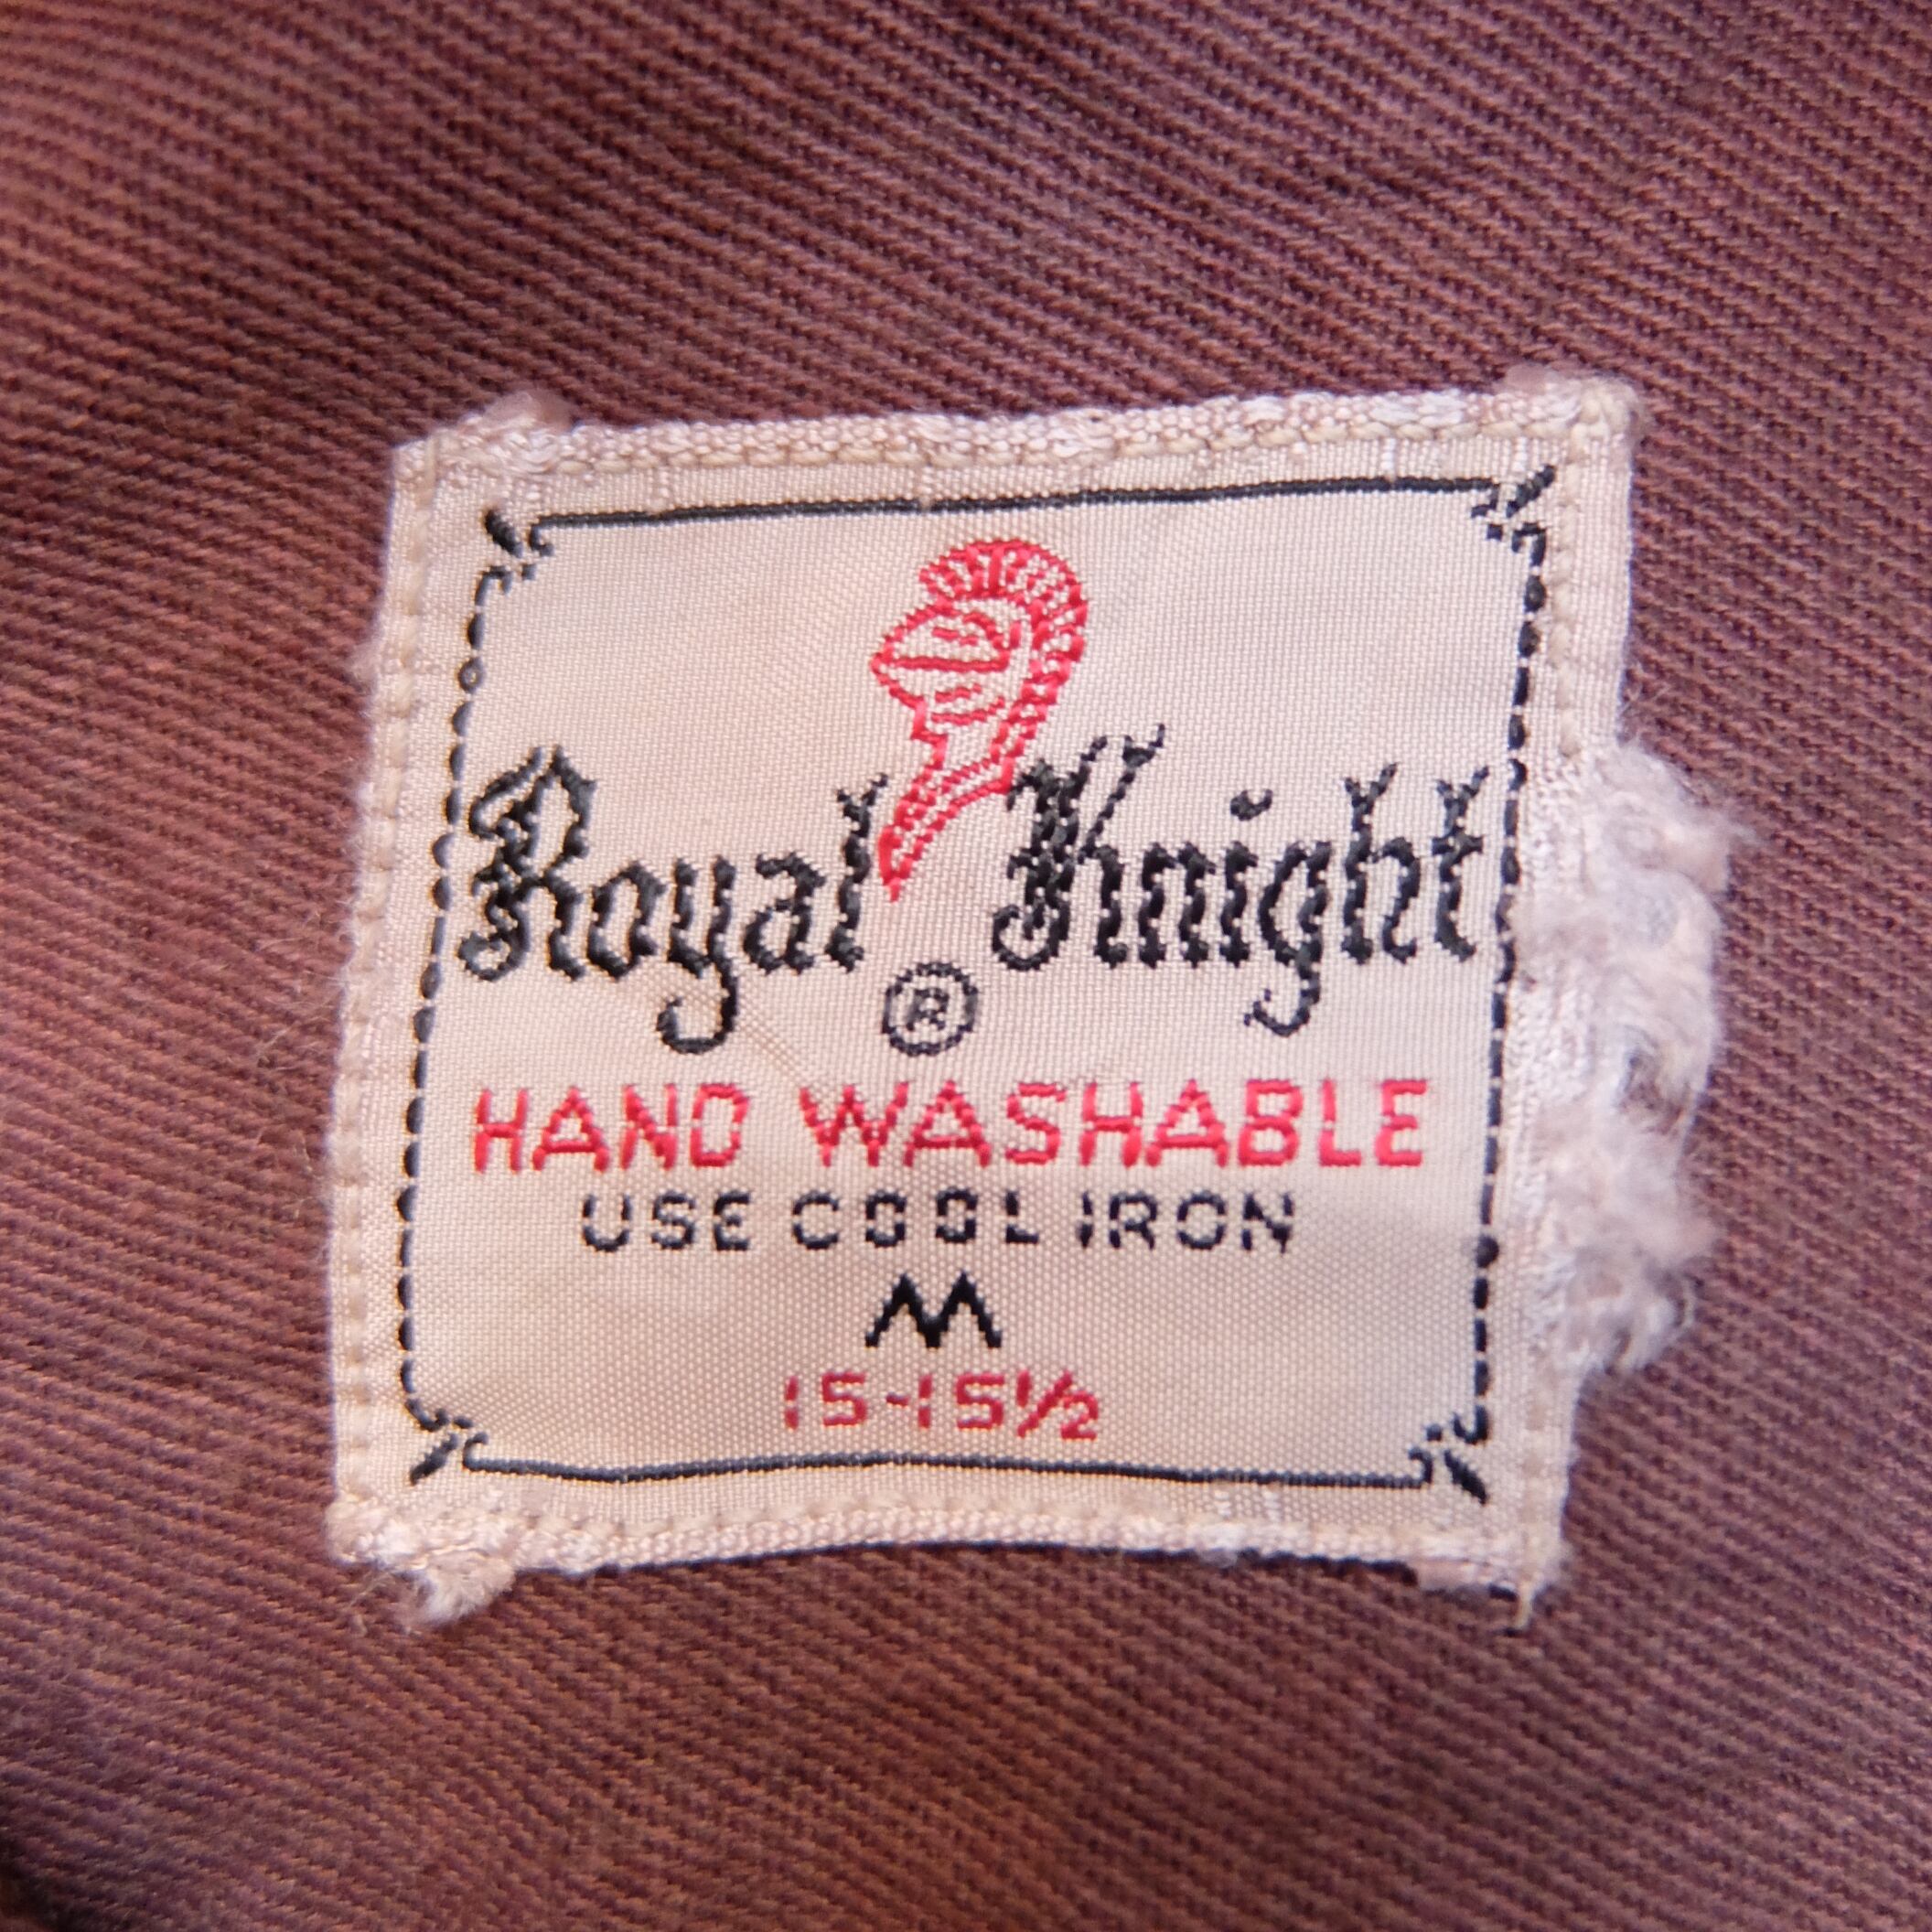 Royal Knight
®
HAND WASHABLE
USE COOL IRON
M
15-15½